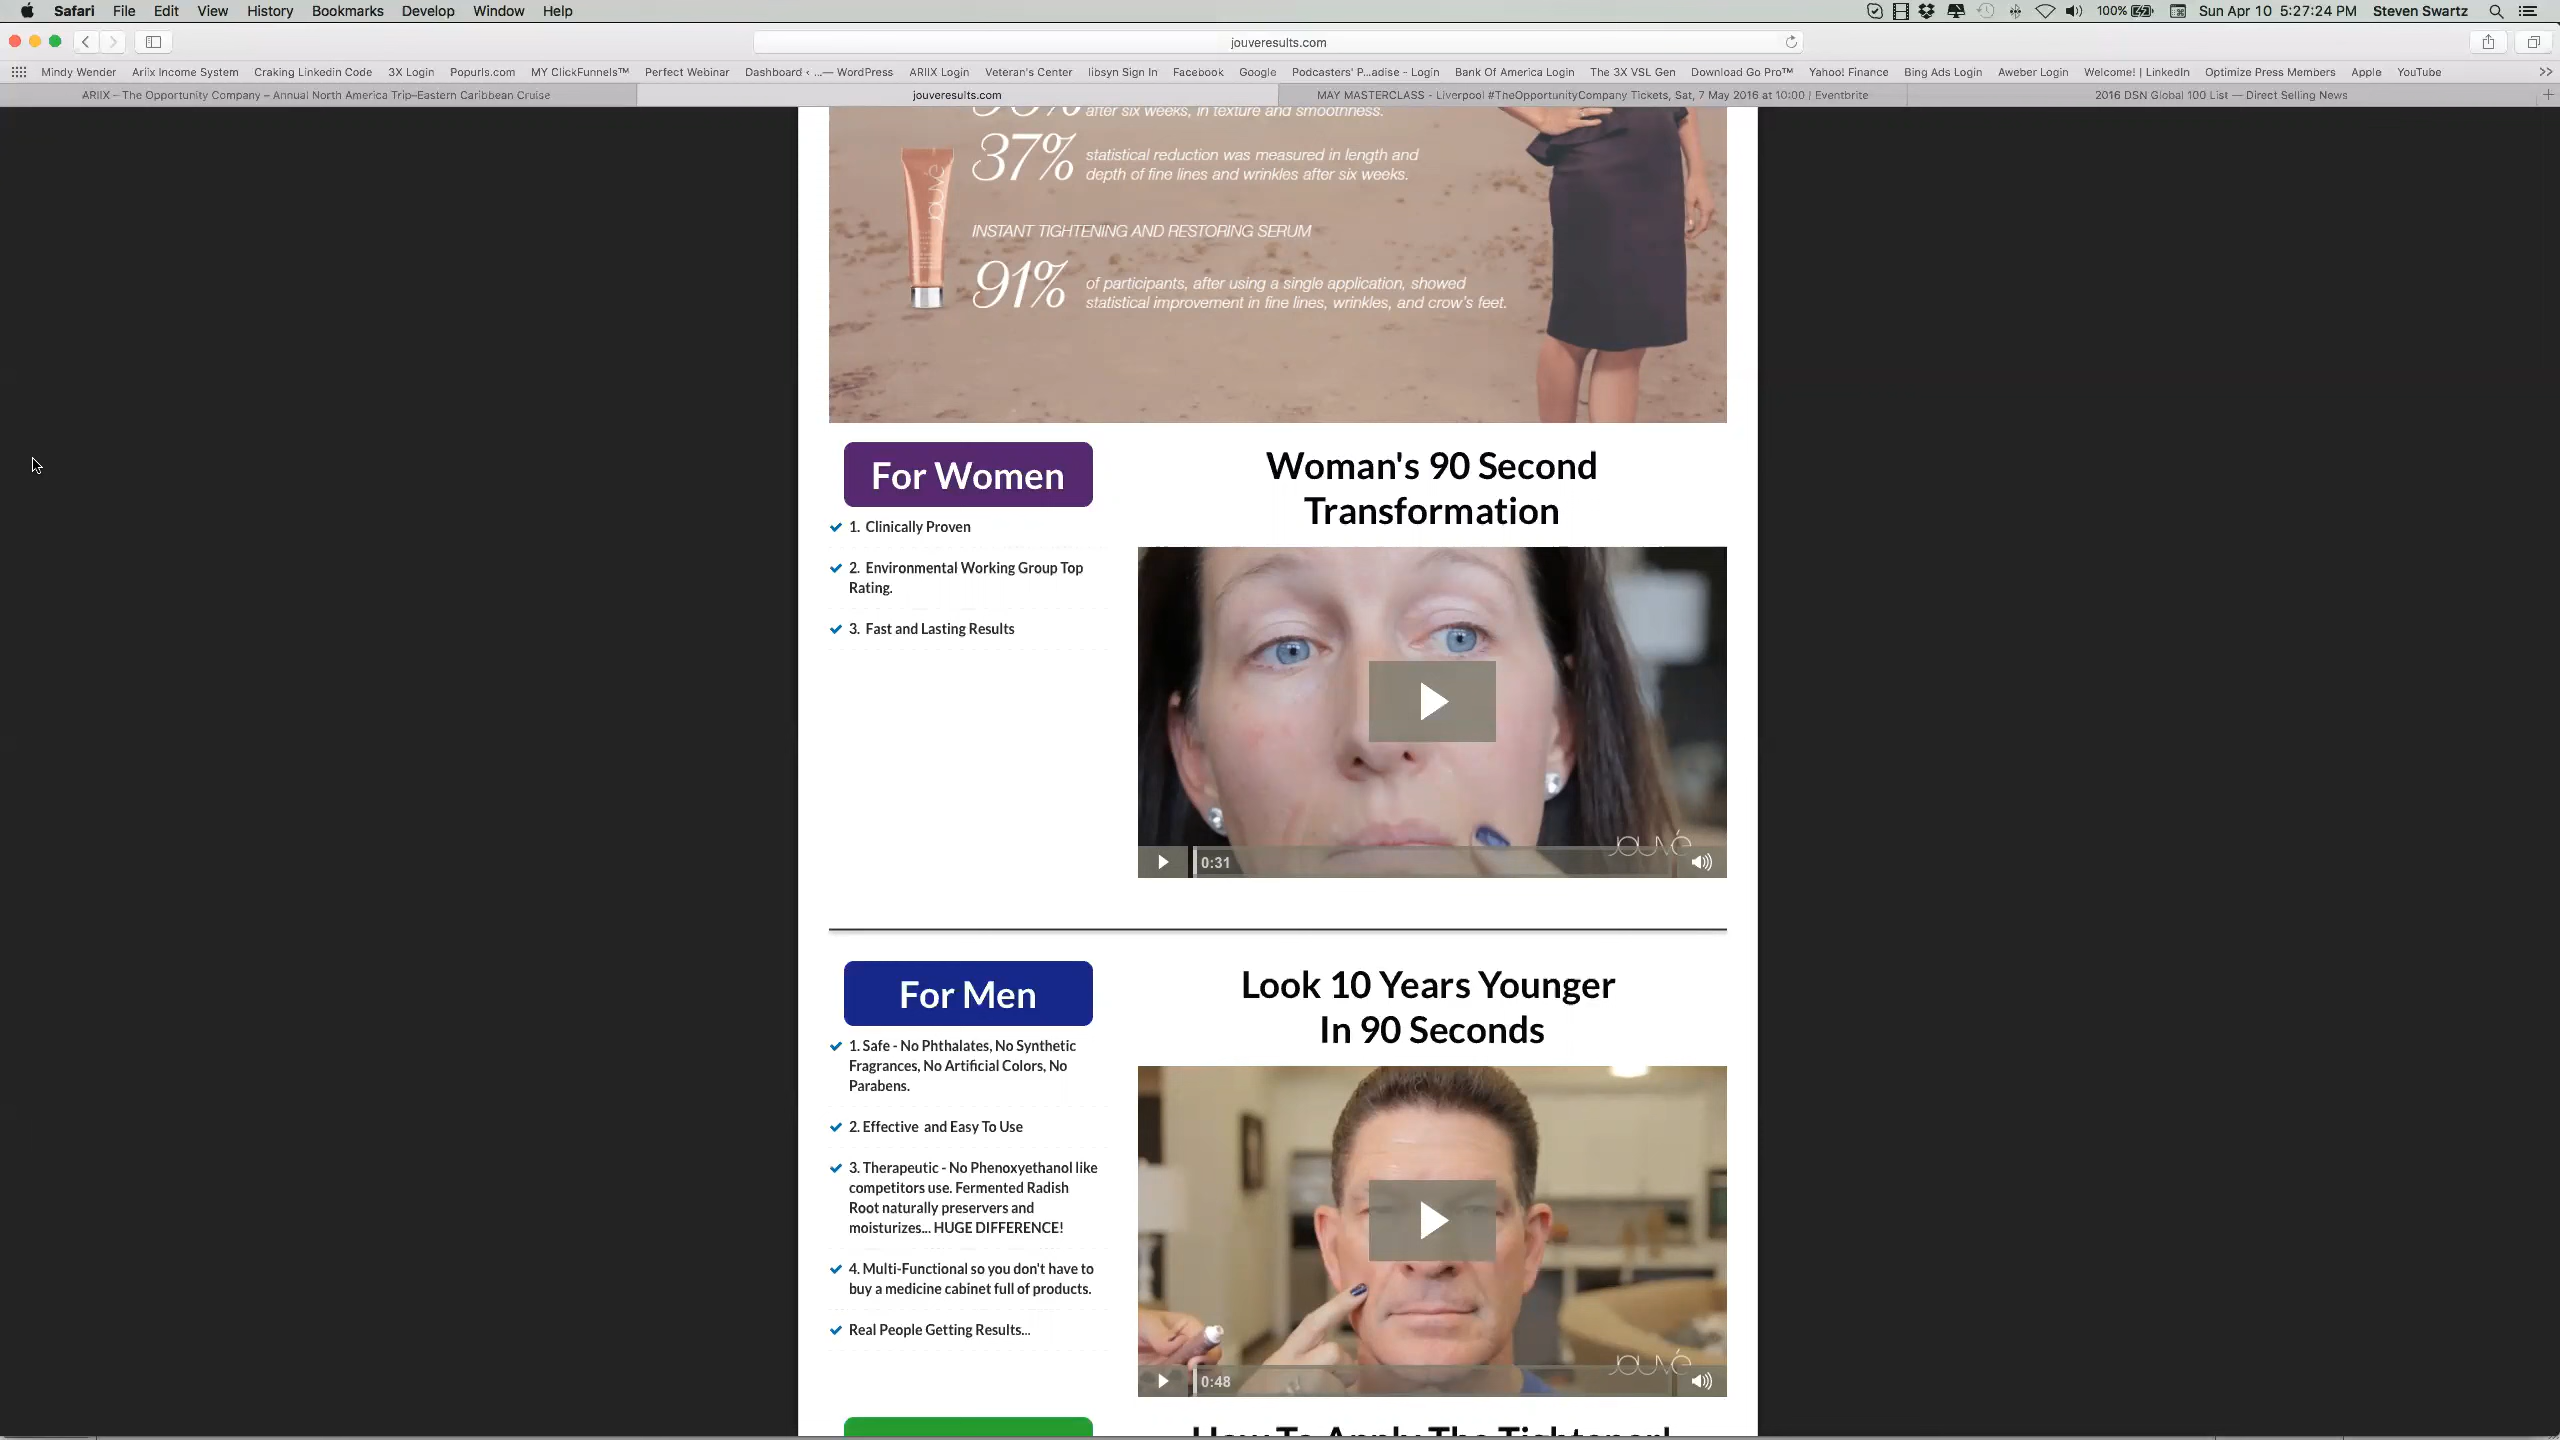 Safari File Edit View History Bookmarks Develop Window Help 100% Sun Apr 10 5:27:24 PM Steven Swartz
jouveresults.com
Mindy Wender Ariix Income System Craking Linkedin Code 3X Login Popurls.com MY ClickFunnels™ Perfect Webinar Dashboard ‹ ...— WordPress ARIIX Login Veteran's Center libsyn Sign In Facebook Google Podcasters' P...adise - Login Bank Of America Login The 3X VSL Gen Download Go Pro™ Yahoo! Finance Bing Ads Login Aweber Login Welcome! | LinkedIn Optimize Press Members Apple YouTube
ARIIX – The Opportunity Company – Annual North America Trip–Eastern Caribbean Cruise jouveresults.com MAY MASTERCLASS - Liverpool #TheOpportunityCompany Tickets, Sat, 7 May 2016 at 10:00 | Eventbrite 2016 DSN Global 100 List — Direct Selling News
after six weeks, in texture and smoothness.
37% statistical reduction was measured in length and
depth of fine lines and wrinkles after six weeks.
jouvé
INSTANT TIGHTENING AND RESTORING SERUM
91% of participants, after using a single application, showed
statistical improvement in fine lines, wrinkles, and crow's feet.
For Women
1. Clinically Proven
2. Environmental Working Group Top
Rating.
3. Fast and Lasting Results
Woman's 90 Second
Transformation
jouvé
0:31
For Men
1. Safe - No Phthalates, No Synthetic
Fragrances, No Artificial Colors, No
Parabens.
2. Effective and Easy To Use
3. Therapeutic - No Phenoxyethanol like
competitors use. Fermented Radish
Root naturally preservers and
moisturizes... HUGE DIFFERENCE!
4. Multi-Functional so you don't have to
buy a medicine cabinet full of products.
Real People Getting Results...
Look 10 Years Younger
In 90 Seconds
jouvé
0:48
How To Apply The Tightener!